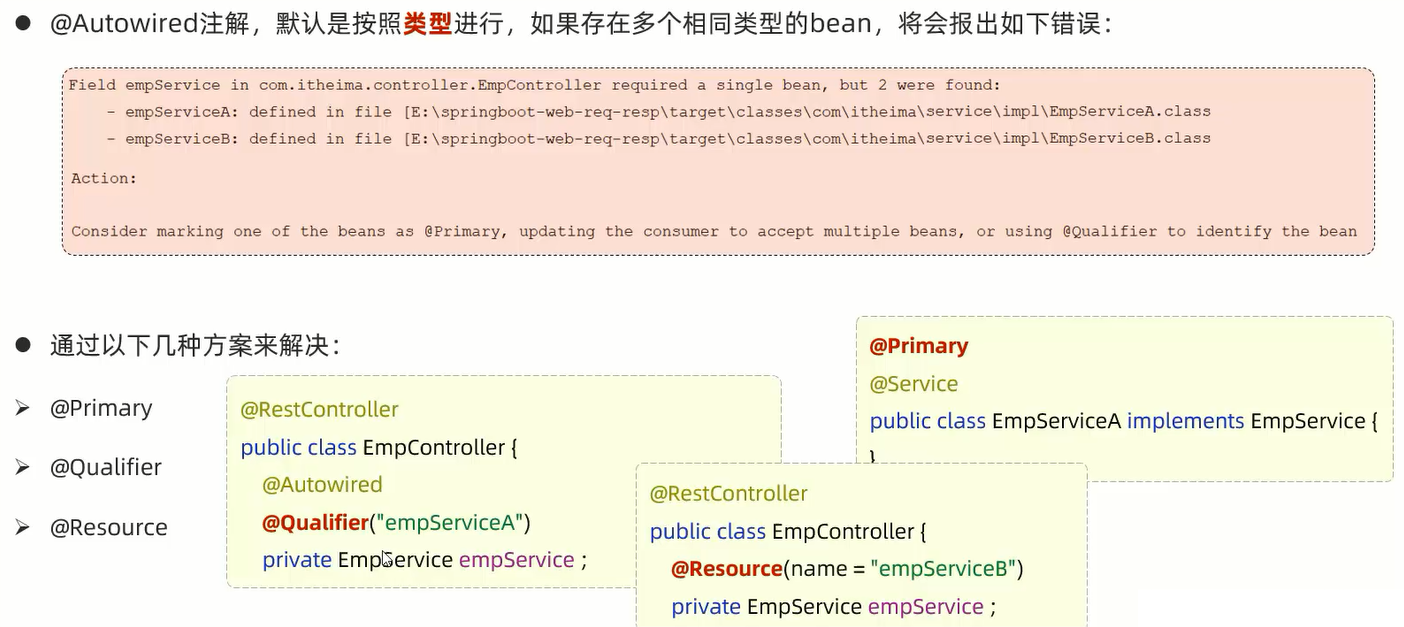 ● @Autowired注解，默认是按照类型进行，如果存在多个相同类型的bean，将会报出如下错误：
Field empService in com.itheima.controller.EmpController required a single bean, but 2 were found:
- empServiceA: defined in file [E:\springboot-web-req-resp\target\classes\com\itheima\service\impl\EmpServiceA.class
- empServiceB: defined in file [E:\springboot-web-req-resp\target\classes\com\itheima\service\impl\EmpServiceB.class
Action:
Consider marking one of the beans as @Primary, updating the consumer to accept multiple beans, or using @Qualifier to identify the bean
● 通过以下几种方案来解决：
➢ @Primary
➢ @Qualifier
➢ @Resource
@RestController
public class EmpController {
@Autowired
@Qualifier("empServiceA")
private EmpService empService ;
@Primary
@Service
public class EmpServiceA implements EmpService {
}
@RestController
public class EmpController {
@Resource(name = "empServiceB")
private EmpService empService ;